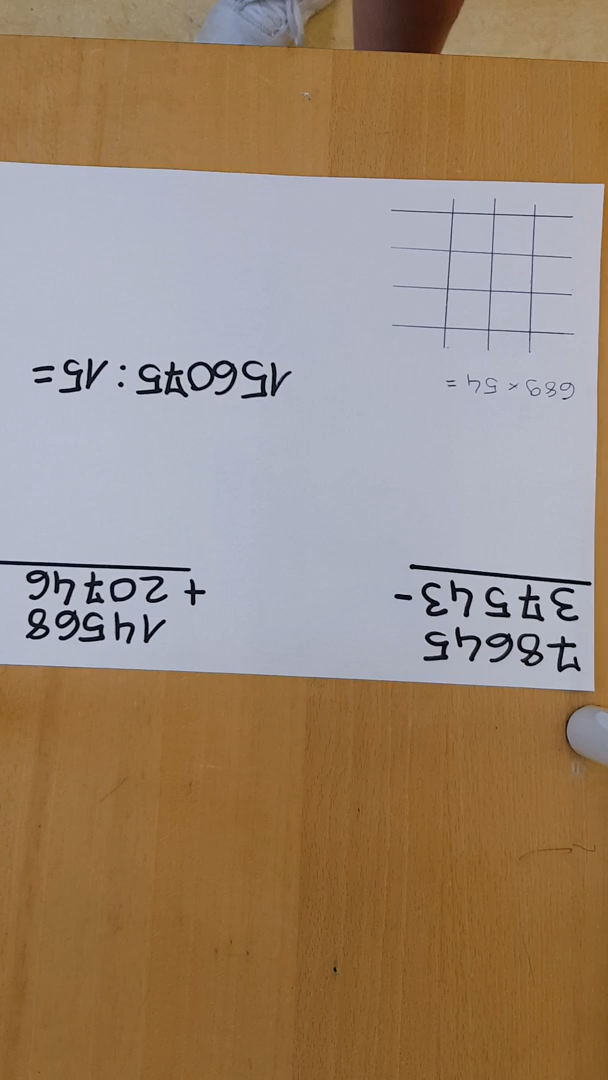 78645
37543-
14568
+ 20746
689 × 54 =
156075 : 15 =